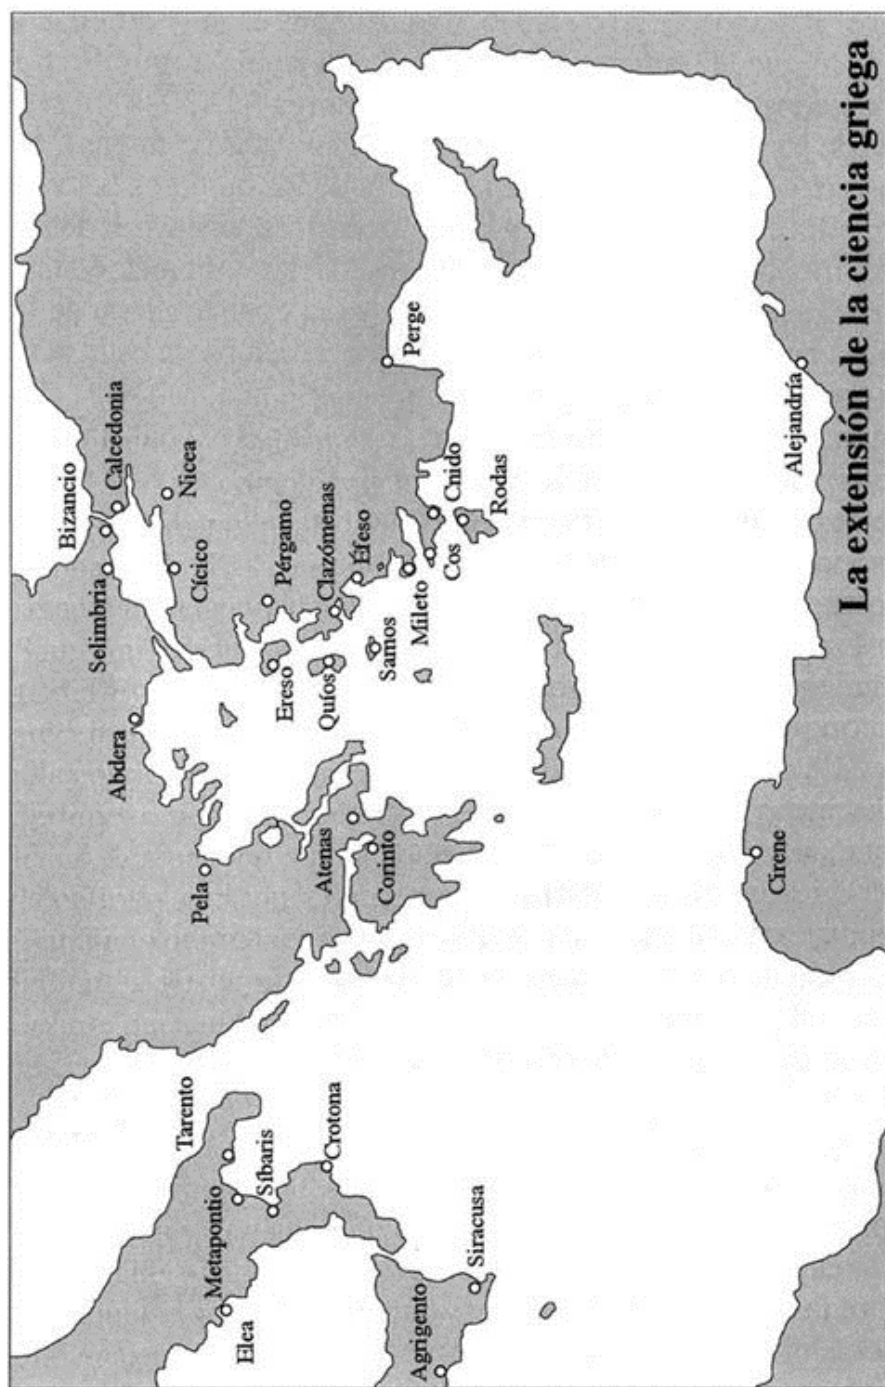 Bizancio
Calcedonia
Selimbria
Nicea
Cícico
Abdera
Pela
Pérgamo
Ereso
Clazómenas
Quíos
Éfeso
Samos
Mileto
Cos
Cnido
Rodas
Perge
Atenas
Corinto
Tarento
Metapontio
Síbaris
Elea
Crotona
Agrigento
Siracusa
Cirene
Alejandría
La extensión de la ciencia griega